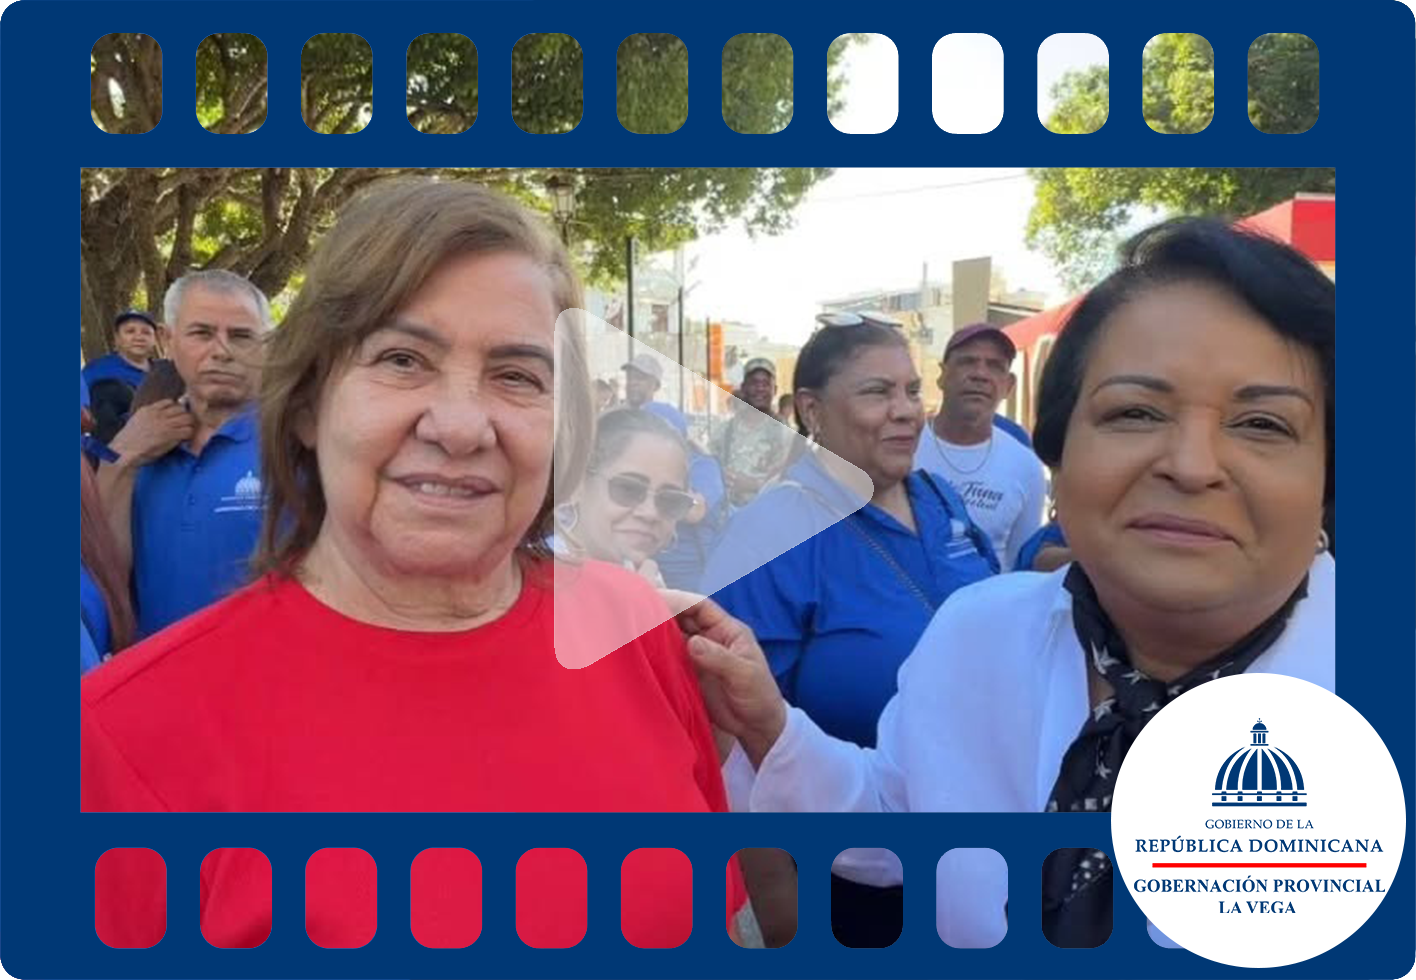 GOBIERNO DE LA
REPÚBLICA DOMINICANA
GOBERNACIÓN PROVINCIAL
LA VEGA